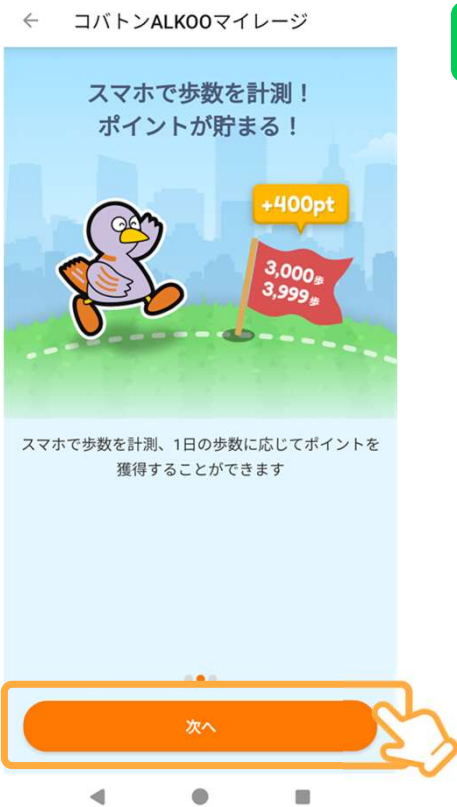 コバトンALKOOマイレージ
スマホで歩数を計測！
ポイントが貯まる！
+400pt
3,000歩
3,999歩
スマホで歩数を計測、1日の歩数に応じてポイントを
獲得することができます
次へ